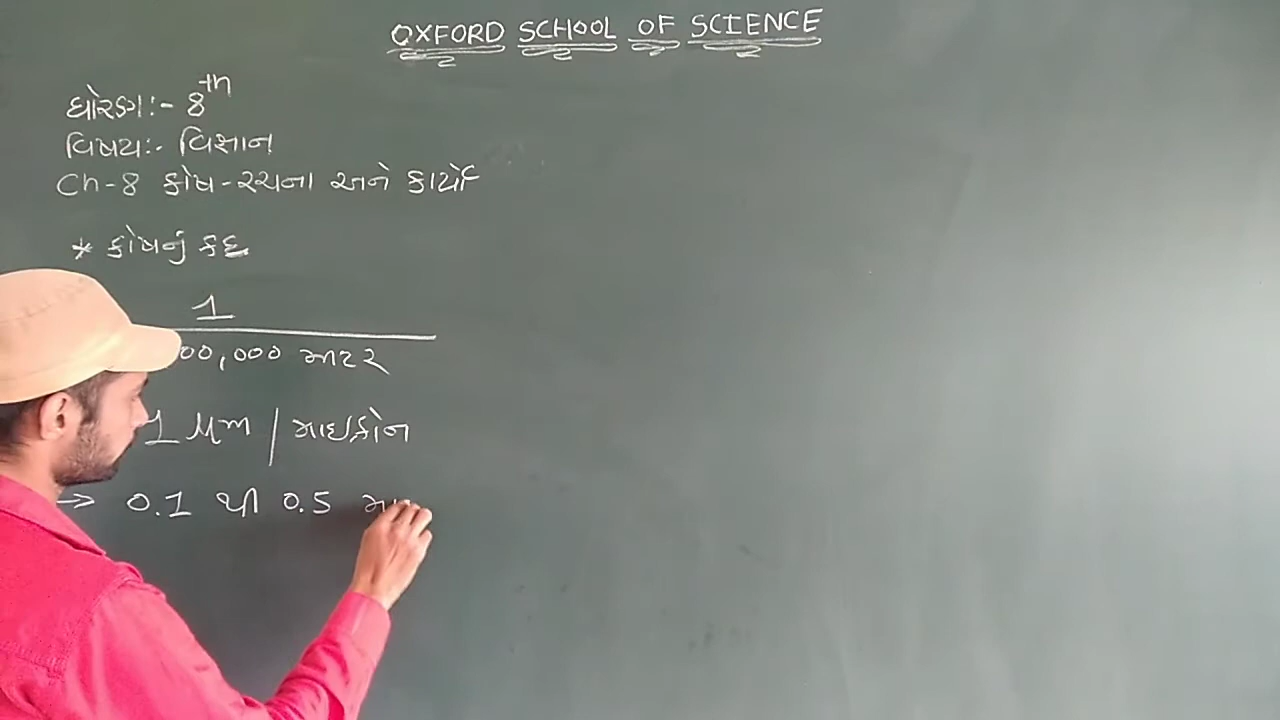 OXFORD SCHOOL OF SCIENCE
ધોરણ:- 8th
વિષય:- વિજ્ઞાન
Ch-8 કોષ-રચના અને કાર્યો
* કોષનું કદ
1
00,000 મીટર
1 μm / માઇક્રોન
→ 0.1 થી 0.5